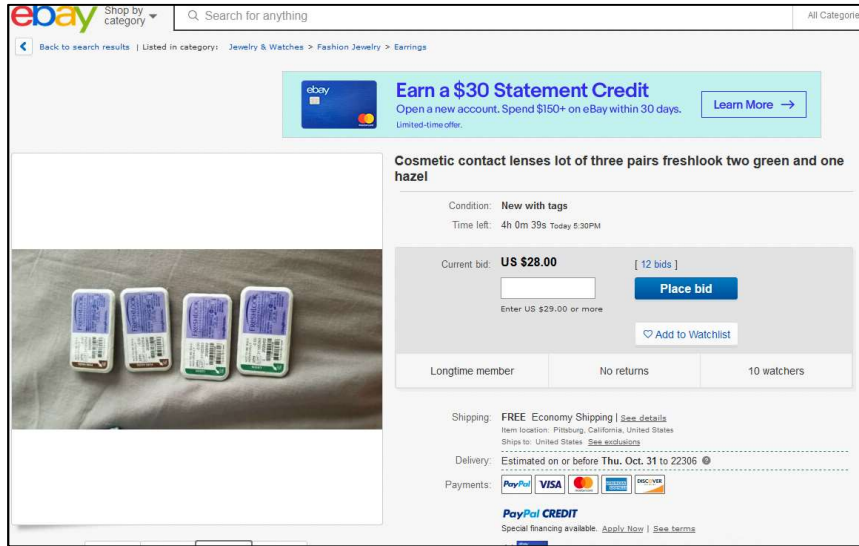 ebay
Shop by category
Search for anything
All Categorie
Back to search results | Listed in category: Jewelry & Watches > Fashion Jewelry > Earrings
ebay
Earn a $30 Statement Credit
Open a new account. Spend $150+ on eBay within 30 days.
Limited-time offer.
Learn More →
Cosmetic contact lenses lot of three pairs freshlook two green and one
hazel
Condition: New with tags
Time left: 4h 0m 39s Today 5:30PM
Current bid: US $28.00 [ 12 bids ]
Place bid
Enter US $29.00 or more
Add to Watchlist
Longtime member No returns 10 watchers
Shipping: FREE Economy Shipping | See details
Item location: Pittsburg, California, United States
Ships to: United States See exclusions
Delivery: Estimated on or before Thu. Oct. 31 to 22306
Payments: PayPal VISA DISCOVER
PayPal CREDIT
Special financing available. Apply Now | See terms